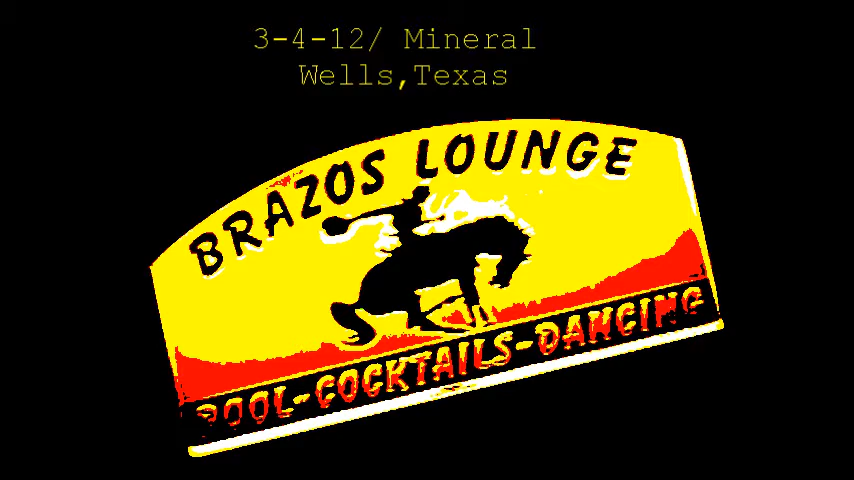 3-4-12/ Mineral
Wells,Texas
BRAZOS LOUNGE
POOL-COCKTAILS-DANCING